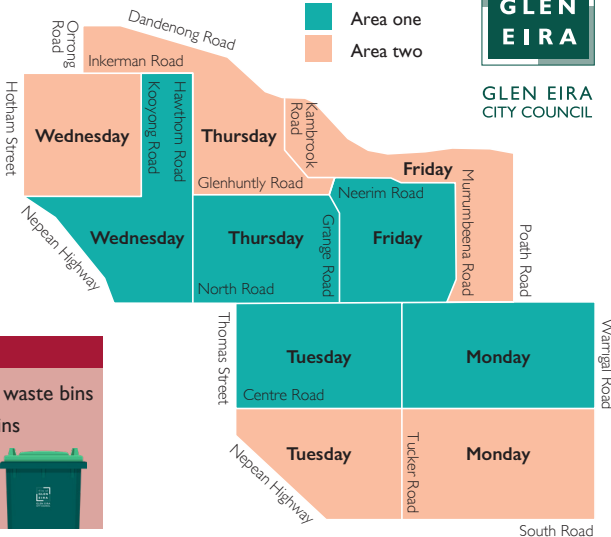 Area one
Area two
GLEN
EIRA
GLEN EIRA
CITY COUNCIL
Orrong
Road
Dandenong Road
Inkerman Road
Hotham Street
Wednesday
Kooyong Road
Hawthorn Road
Thursday
Kambrook
Road
Friday
Glenhuntly Road
Neerim Road
Murrumbeena Road
Poath Road
Nepean Highway
Wednesday
Thursday
Grange Road
Friday
North Road
Thomas Street
Tuesday
Monday
Warrigal Road
Centre Road
Tuesday
Tucker Road
Monday
Nepean Highway
South Road
waste bins
ins
GLEN
EIRA